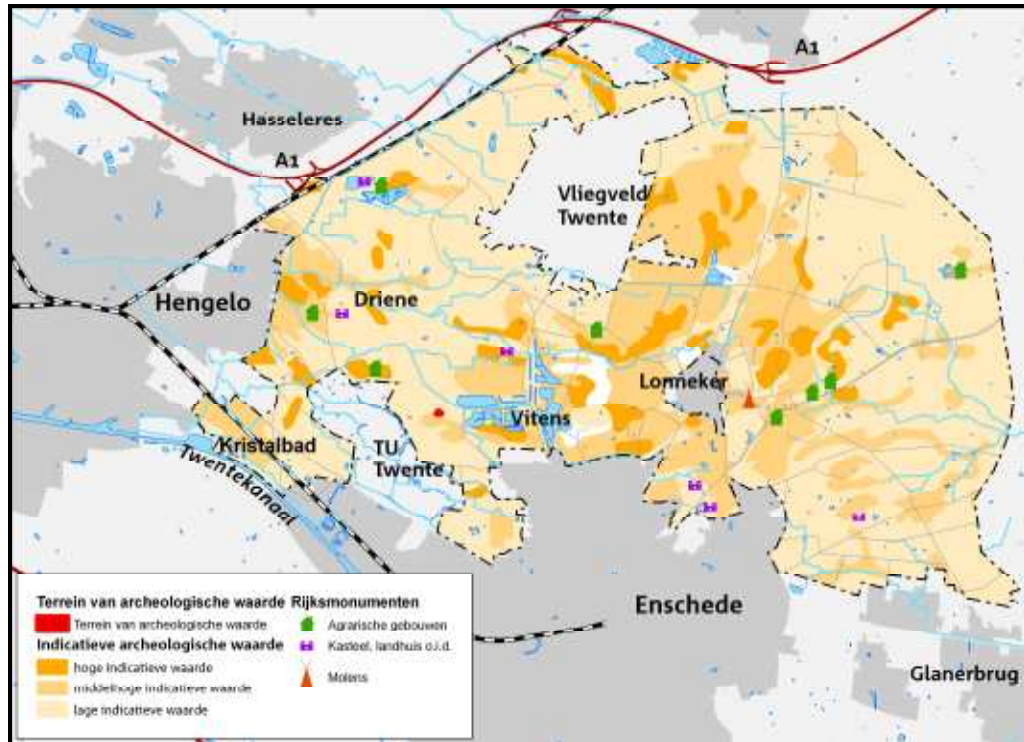 A1
Hasseleres
A1
Vliegveld
Twente
Hengelo
Driene
Lonneker
Vitens
Kristalbad
TU
Twente
Twentekanaal
Enschede
Glanerbrug
Terrein van archeologische waarde
Terrein van archeologische waarde
Indicatieve archeologische waarde
hoge indicatieve waarde
middelhoge indicatieve waarde
lage indicatieve waarde
Rijksmonumenten
Agrarische gebouwen
Kasteel, landhuis o.i.d.
Molens